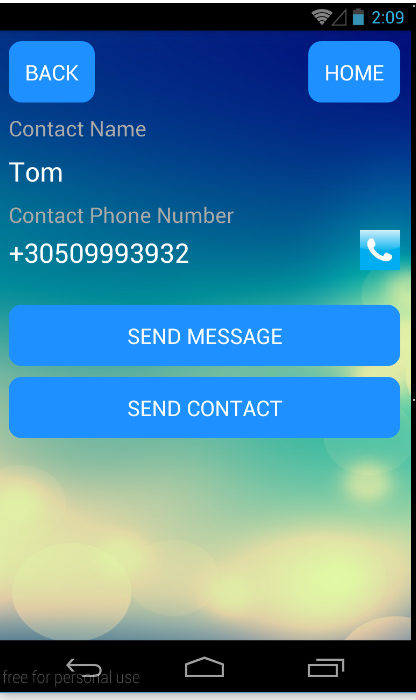 2:09
BACK
HOME
Contact Name
Tom
Contact Phone Number
+30509993932
SEND MESSAGE
SEND CONTACT
free for personal use